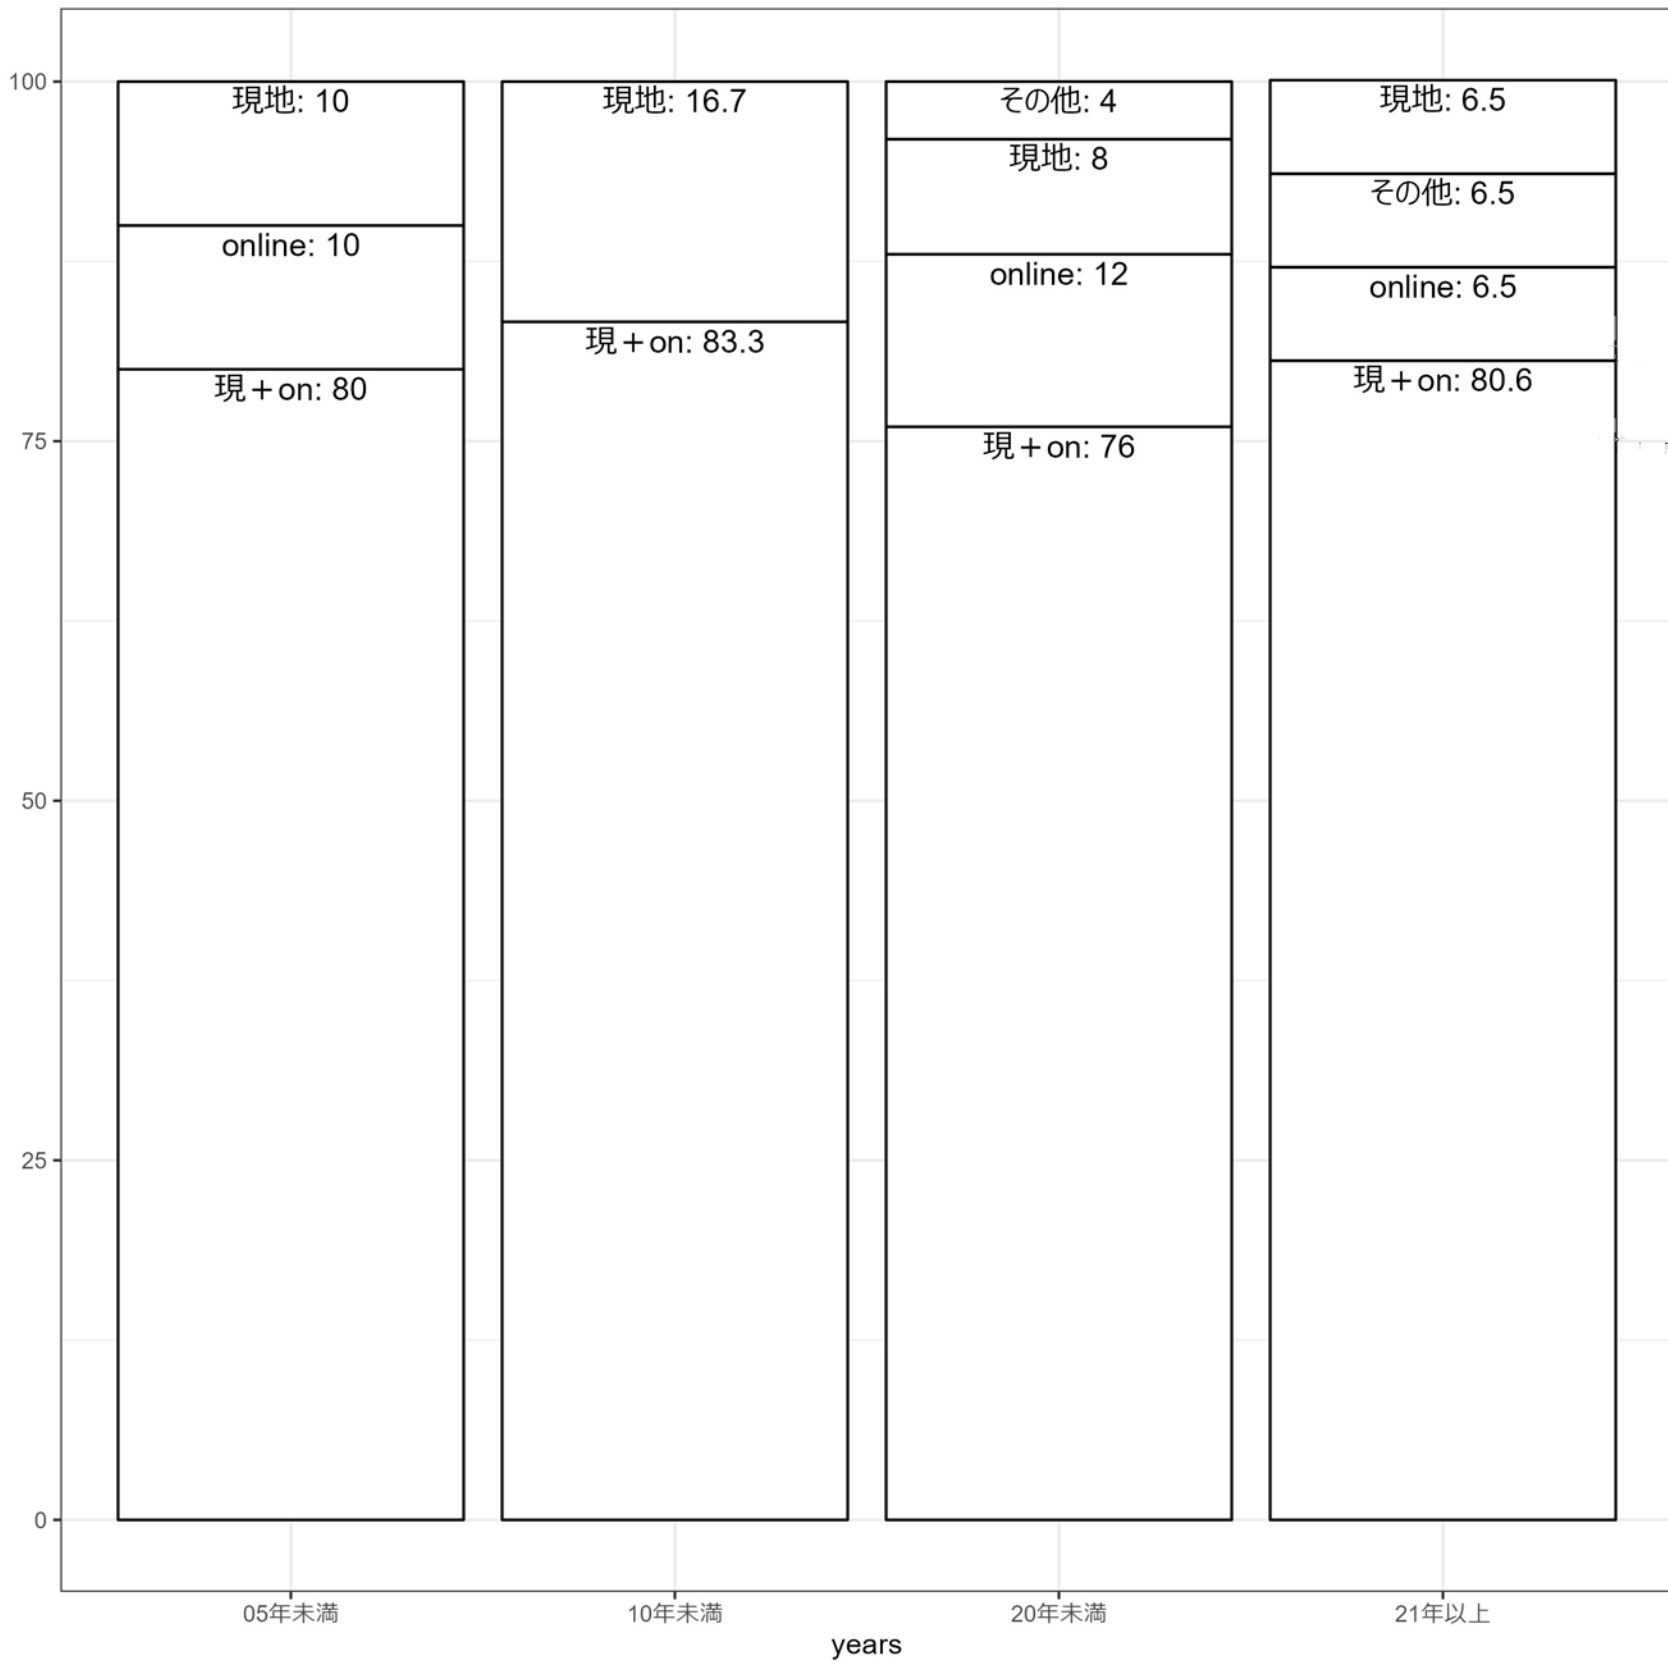 100
75
50
25
0
現地: 10
online: 10
現+on: 80
現地: 16.7
現+on: 83.3
その他: 4
現地: 8
online: 12
現+on: 76
現地: 6.5
その他: 6.5
online: 6.5
現+on: 80.6
05年未満
10年未満
20年未満
21年以上
years